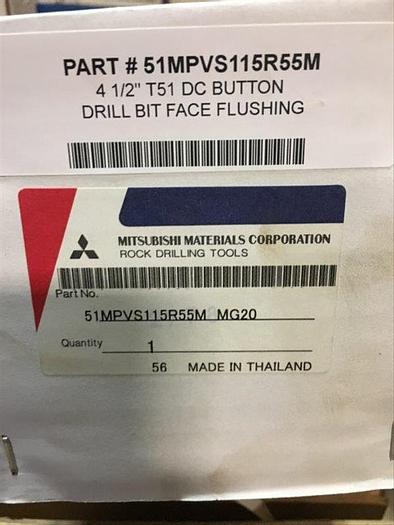 PART # 51MPVS115R55M
4 1/2" T51 DC BUTTON
DRILL BIT FACE FLUSHING
MITSUBISHI MATERIALS CORPORATION
ROCK DRILLING TOOLS
Part No.
51MPVS115R55M MG20
Quantity 1
56 MADE IN THAILAND